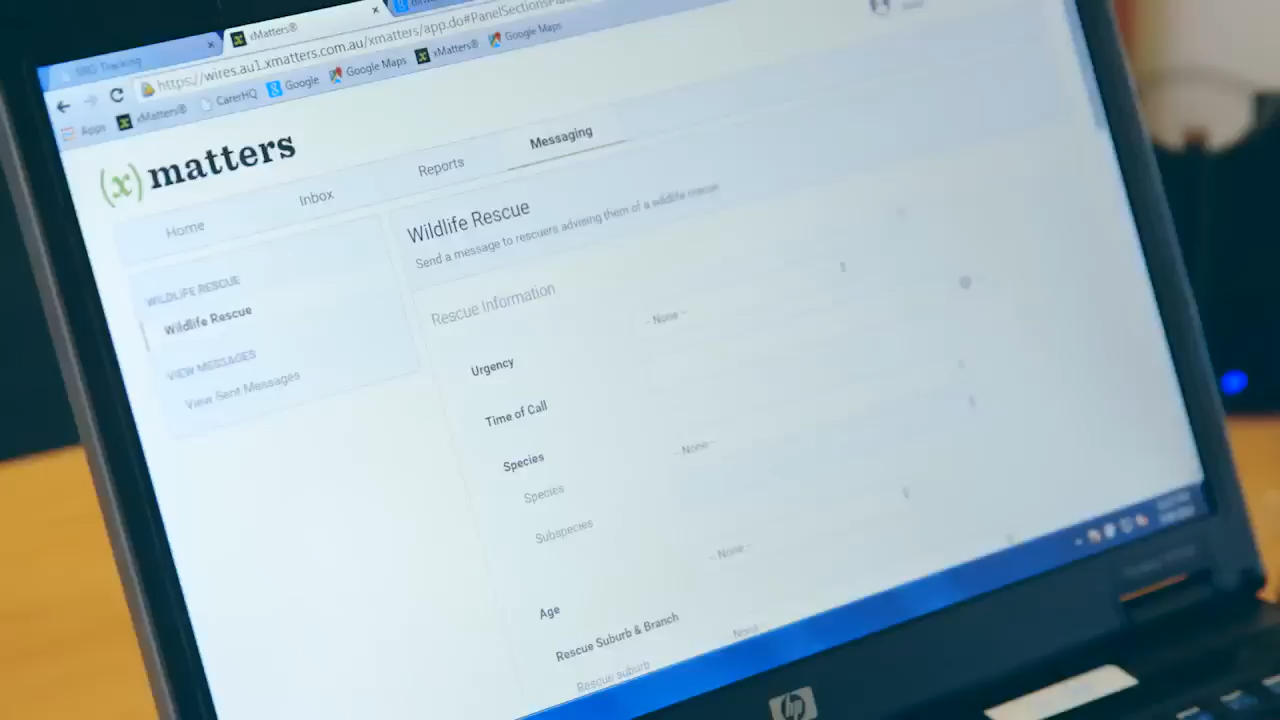 SRG Tracking
xMatters®
https://wires.au1.xmatters.com.au/xmatters/app.do#PanelSectionsPla
Apps xMatters® CarerHQ Google Google Maps xMatters® Google Maps
(x) matters
Home Inbox Reports Messaging
WILDLIFE RESCUE
Wildlife Rescue
VIEW MESSAGES
View Sent Messages
Wildlife Rescue
Send a message to rescuers advising them of a wildlife rescue
Rescue Information
Urgency - None -
Time of Call
Species - None -
Species
Subspecies - None -
Age
Rescue Suburb & Branch
Rescue suburb None
hp